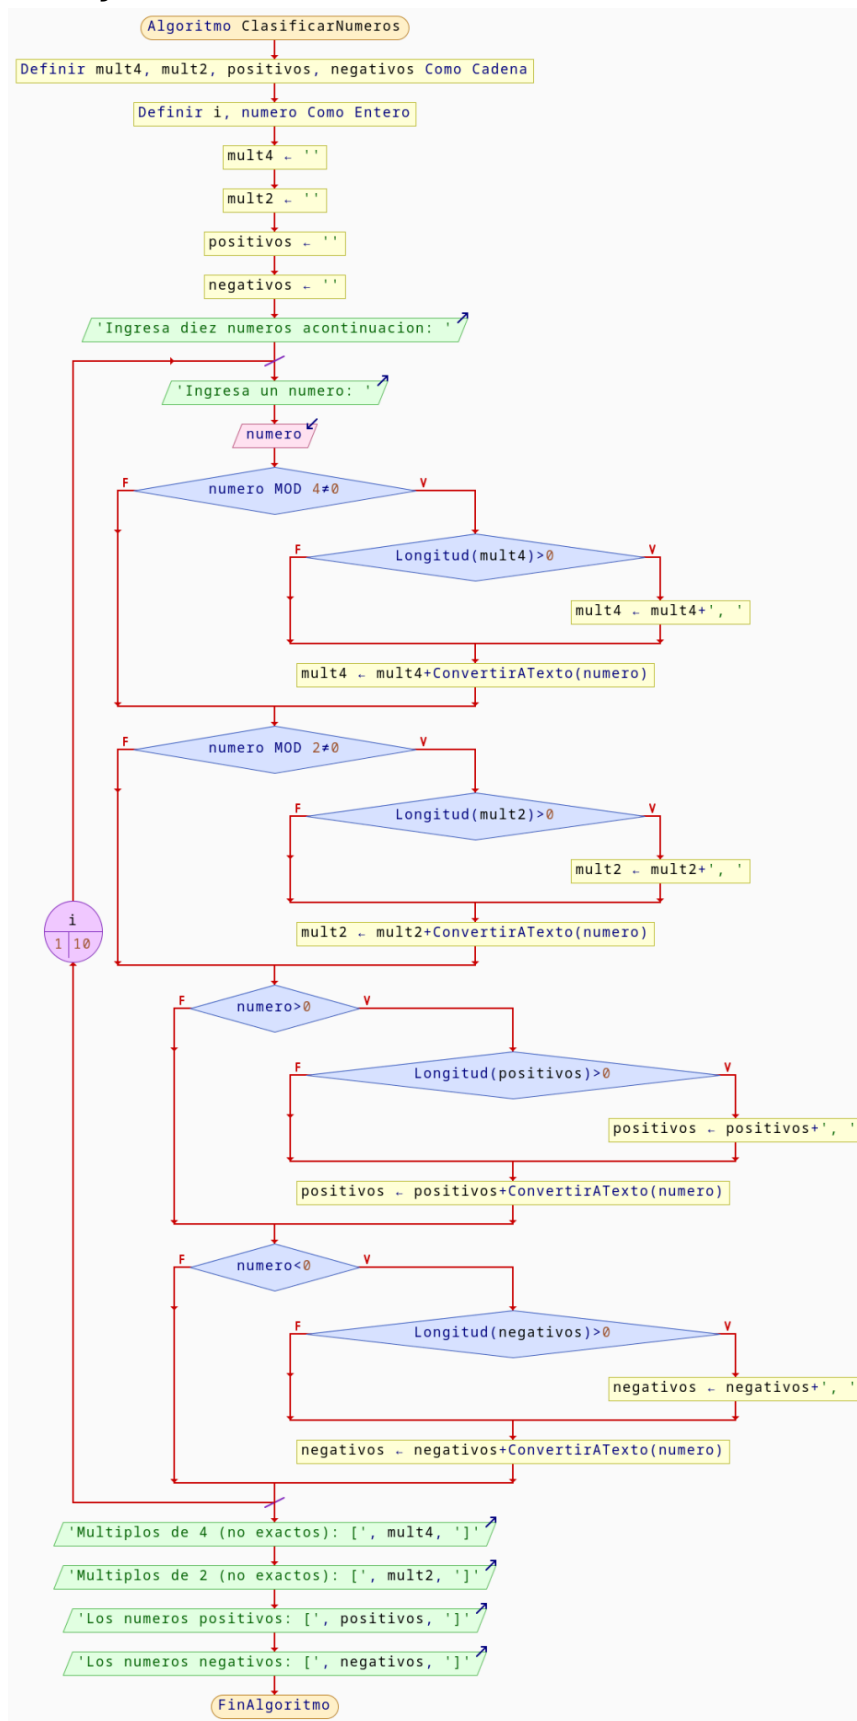 Algoritmo ClasificarNumeros
Definir mult4, mult2, positivos, negativos Como Cadena
Definir i, numero Como Entero
mult4 ← ''
mult2 ← ''
positivos ← ''
negativos ← ''
'Ingresa diez numeros acontinuacion: '
'Ingresa un numero: '
numero
numero MOD 4≠0
F
V
Longitud(mult4)>0
F
V
mult4 ← mult4+', '
mult4 ← mult4+ConvertirATexto(numero)
numero MOD 2≠0
F
V
Longitud(mult2)>0
F
V
mult2 ← mult2+', '
i
1 10
mult2 ← mult2+ConvertirATexto(numero)
numero>0
F
V
Longitud(positivos)>0
F
V
positivos ← positivos+', '
positivos ← positivos+ConvertirATexto(numero)
numero<0
F
V
Longitud(negativos)>0
F
V
negativos ← negativos+', '
negativos ← negativos+ConvertirATexto(numero)
'Multiplos de 4 (no exactos): [', mult4, ']'
'Multiplos de 2 (no exactos): [', mult2, ']'
'Los numeros positivos: [', positivos, ']'
'Los numeros negativos: [', negativos, ']'
FinAlgoritmo